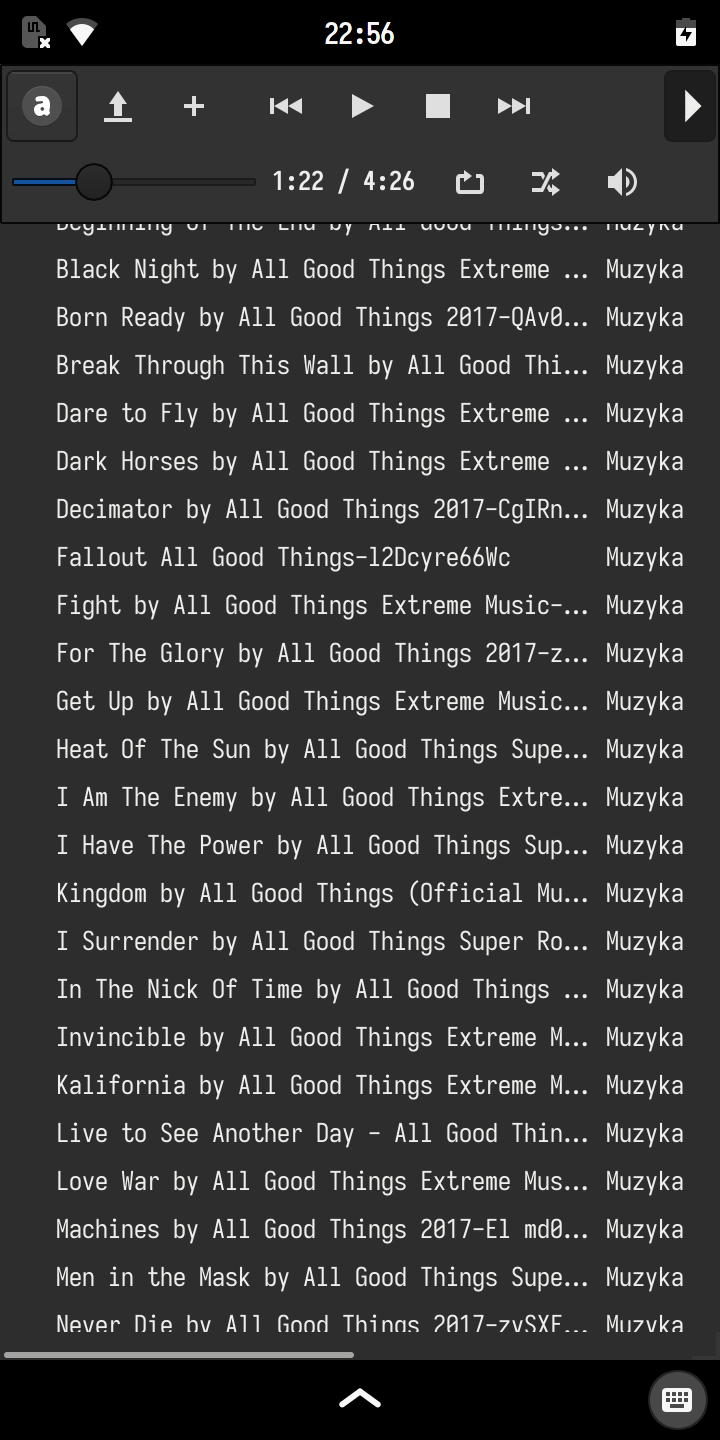 22:56
a
1:22 / 4:26
Beginning Of The End by All Good Things... Muzyka
Black Night by All Good Things Extreme ... Muzyka
Born Ready by All Good Things 2017-QAv0... Muzyka
Break Through This Wall by All Good Thi... Muzyka
Dare to Fly by All Good Things Extreme ... Muzyka
Dark Horses by All Good Things Extreme ... Muzyka
Decimator by All Good Things 2017-CgIRn... Muzyka
Fallout All Good Things-l2Dcyre66Wc Muzyka
Fight by All Good Things Extreme Music-... Muzyka
For The Glory by All Good Things 2017-z... Muzyka
Get Up by All Good Things Extreme Music... Muzyka
Heat Of The Sun by All Good Things Supe... Muzyka
I Am The Enemy by All Good Things Extre... Muzyka
I Have The Power by All Good Things Sup... Muzyka
Kingdom by All Good Things (Official Mu... Muzyka
I Surrender by All Good Things Super Ro... Muzyka
In The Nick Of Time by All Good Things ... Muzyka
Invincible by All Good Things Extreme M... Muzyka
Kalifornia by All Good Things Extreme M... Muzyka
Live to See Another Day - All Good Thin... Muzyka
Love War by All Good Things Extreme Mus... Muzyka
Machines by All Good Things 2017-El md0... Muzyka
Men in the Mask by All Good Things Supe... Muzyka
Never Die by All Good Things 2017-zySXF... Muzyka